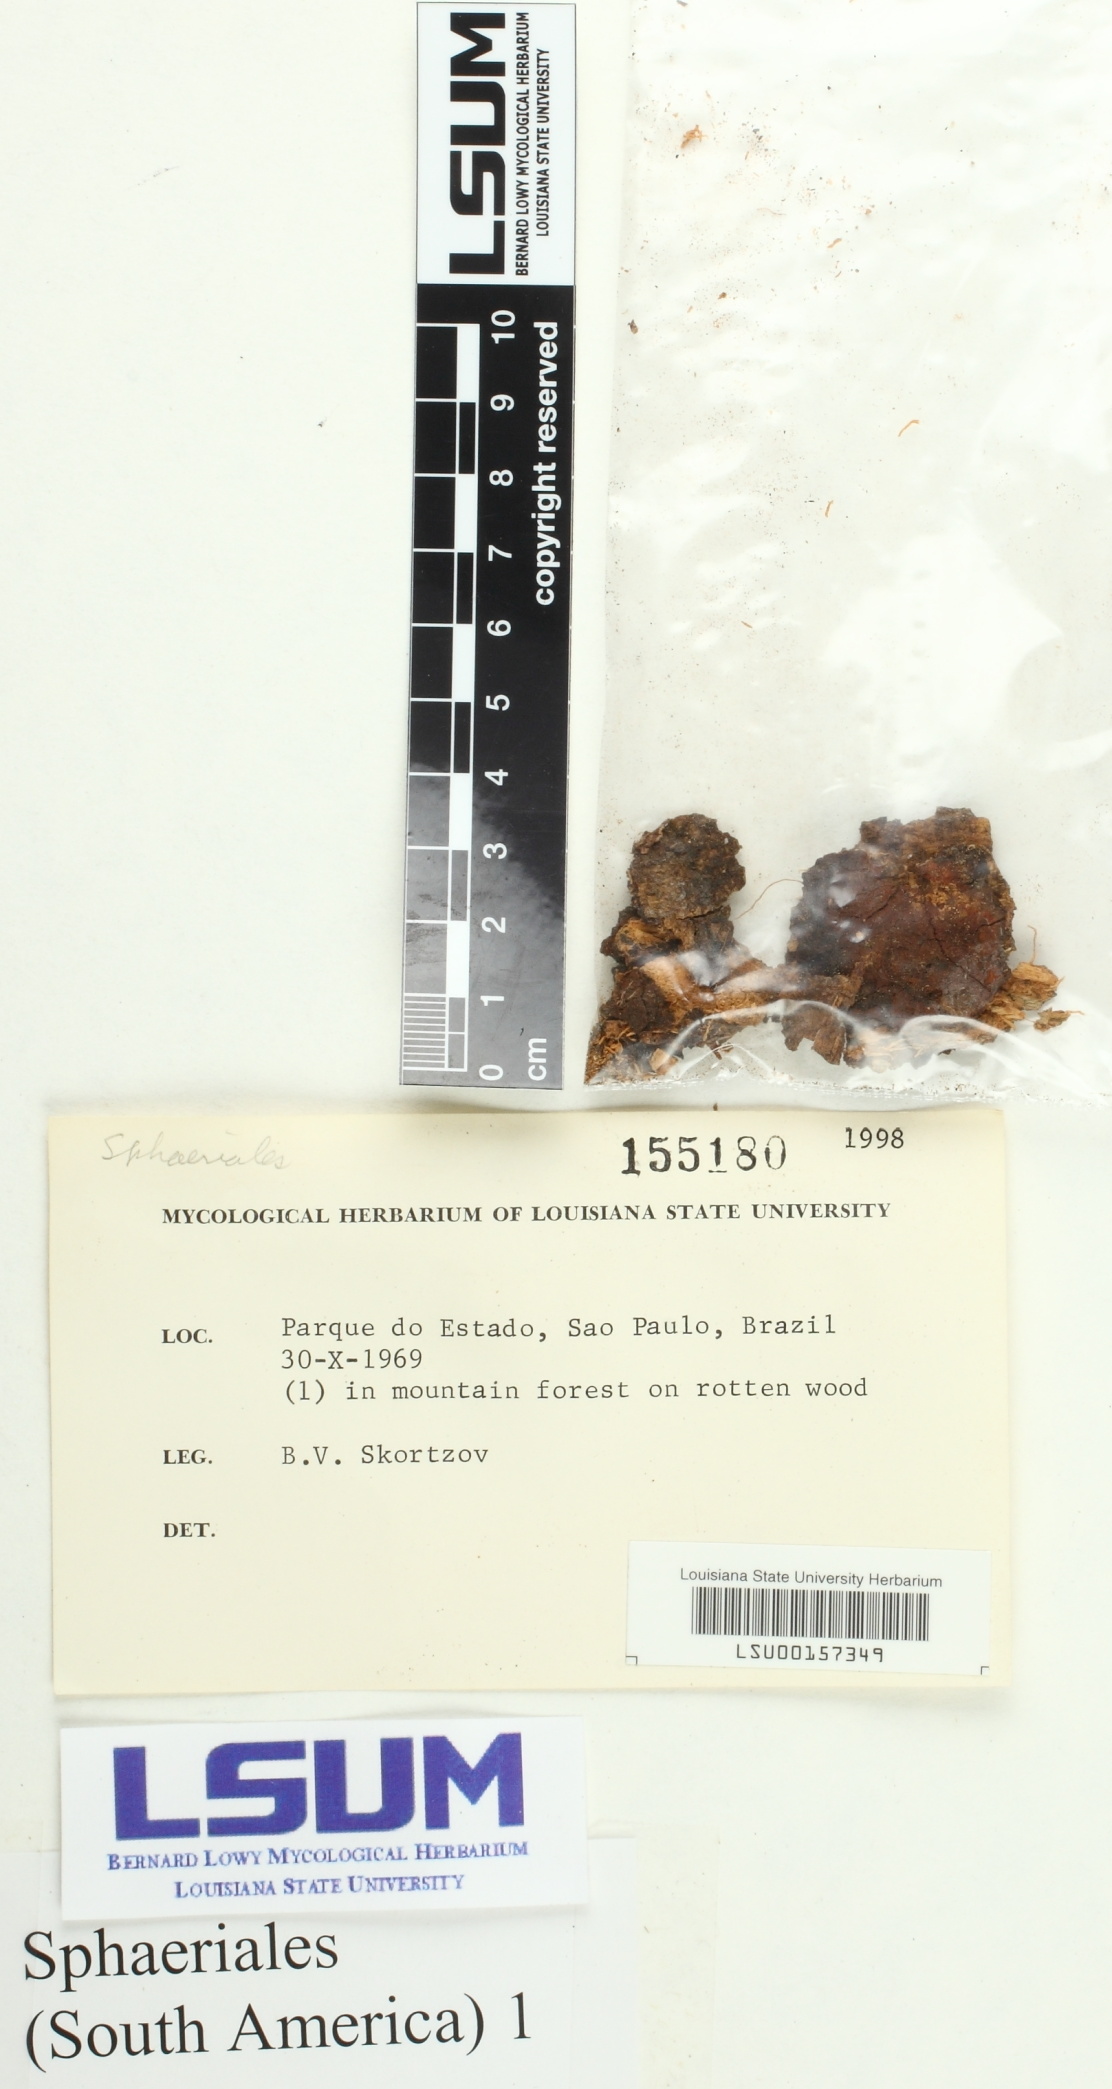 LSUM
BERNARD LOWY MYCOLOGICAL HERBARIUM
LOUISIANA STATE UNIVERSITY
10
9
8
7
6
5
4
3
2
1
0
cm
copyright reserved
Sphaeriales
155180 1998
MYCOLOGICAL HERBARIUM OF LOUISIANA STATE UNIVERSITY
LOC. Parque do Estado, Sao Paulo, Brazil
30-X-1969
(1) in mountain forest on rotten wood
LEG. B.V. Skortzov
DET.
Louisiana State University Herbarium
LSU00157349
LSUM
BERNARD LOWY MYCOLOGICAL HERBARIUM
LOUISIANA STATE UNIVERSITY
Sphaeriales
(South America) 1